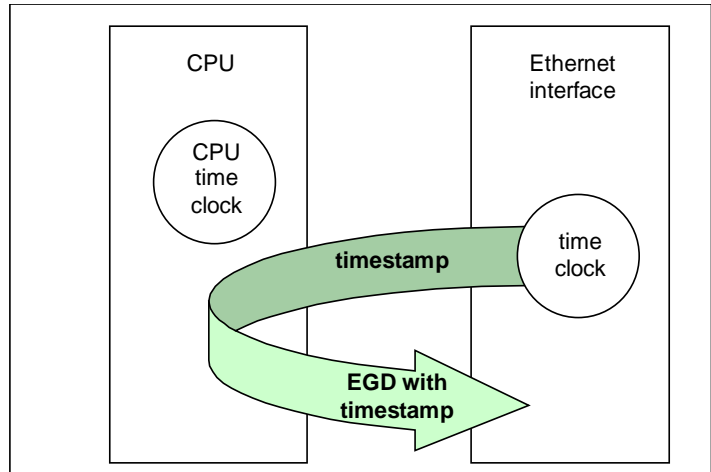 CPU
Ethernet
interface
CPU
time
clock
time
clock
timestamp
EGD with
timestamp